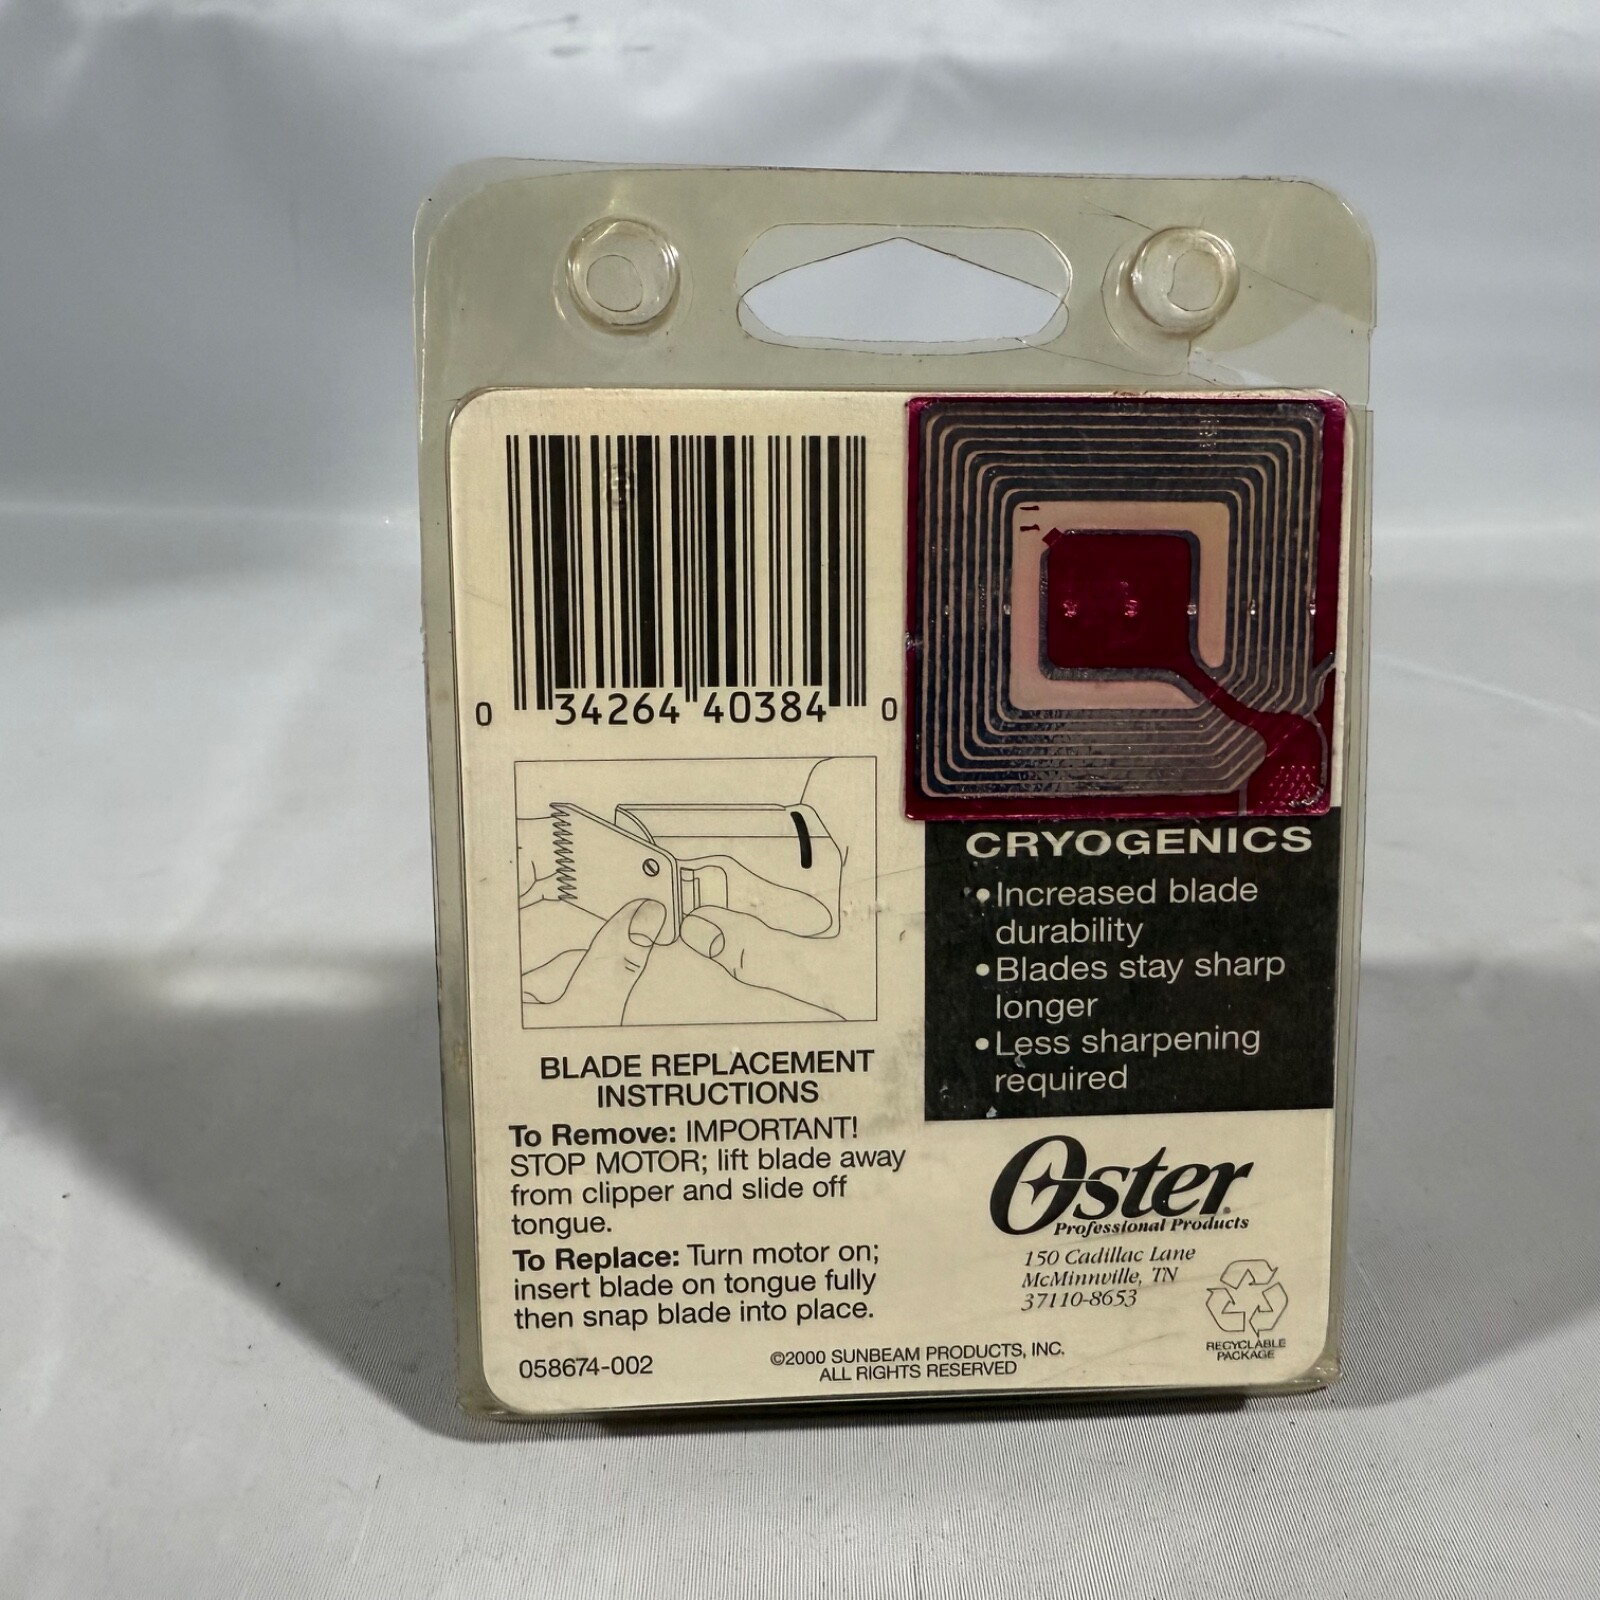 0 34264 40384 0
BLADE REPLACEMENT
INSTRUCTIONS
To Remove: IMPORTANT!
STOP MOTOR; lift blade away
from clipper and slide off
tongue.
To Replace: Turn motor on;
insert blade on tongue fully
then snap blade into place.
058674-002
©2000 SUNBEAM PRODUCTS, INC.
ALL RIGHTS RESERVED
CRYOGENICS
•Increased blade
durability
•Blades stay sharp
longer
•Less sharpening
required
Oster®
Professional Products
150 Cadillac Lane
McMinnville, TN
37110-8653
RECYCLABLE
PACKAGE